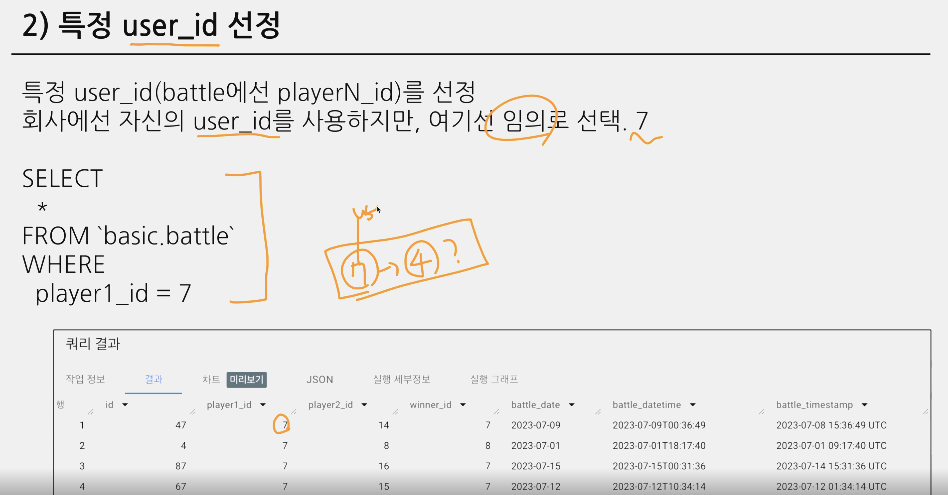 2) 특정 user_id 선정
특정 user_id(battle에선 playerN_id)를 선정
회사에선 자신의 user_id를 사용하지만, 여기선 임의로 선택. 7
SELECT
*
FROM `basic.battle`
WHERE
player1_id = 7
→ 4 ?
쿼리 결과
작업 정보 결과 차트 미리보기 JSON 실행 세부정보 실행 그래프
행 id player1_id player2_id winner_id battle_date battle_datetime battle_timestamp
1 47 7 14 7 2023-07-09 2023-07-09T00:36:49 2023-07-08 15:36:49 UTC
2 4 7 8 8 2023-07-01 2023-07-01T18:17:40 2023-07-01 09:17:40 UTC
3 87 7 16 7 2023-07-15 2023-07-15T00:31:36 2023-07-14 15:31:36 UTC
4 67 7 15 7 2023-07-12 2023-07-12T10:34:14 2023-07-12 01:34:14 UTC